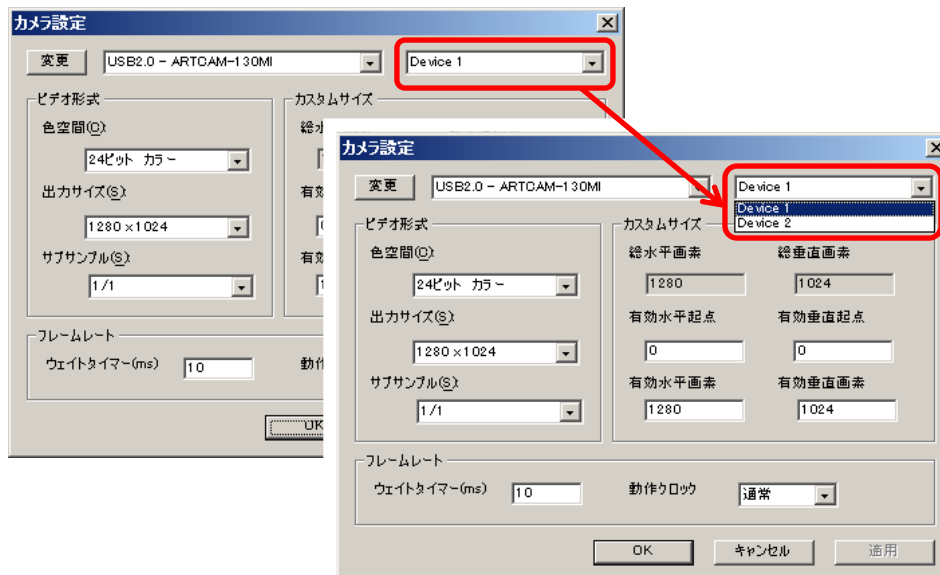 カメラ設定
変更 USB2.0 - ARTCAM-130MI Device 1
ビデオ形式
色空間(C):
24ビット カラー
出力サイズ(S):
1280×1024
サブサンプル(S):
1/1
カスタムサイズ
総水
有効
有効
フレームレート
ウェイトタイマー(ms) 10 動作
OK
カメラ設定
変更 USB2.0 - ARTCAM-130MI Device 1
Device 1
Device 2
ビデオ形式
色空間(C):
24ビット カラー
出力サイズ(S):
1280×1024
サブサンプル(S):
1/1
カスタムサイズ
総水平画素 総垂直画素
1280 1024
有効水平起点 有効垂直起点
0 0
有効水平画素 有効垂直画素
1280 1024
フレームレート
ウェイトタイマー(ms) 10 動作クロック 通常
OK キャンセル 適用